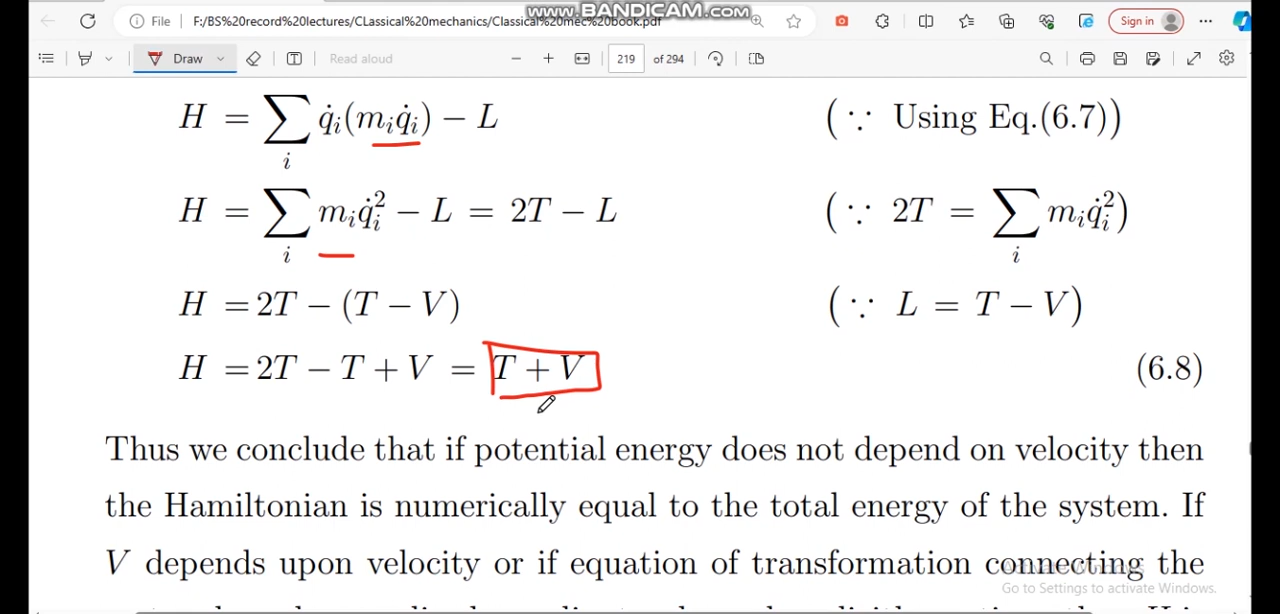 www.BANDICAM.com
File F:/BS%20record%20lectures/CLassical%20mechanics/Classical%20mec%20book.pdf Sign in
Draw Read aloud 219 of 294
H = ∑ᵢ q̇ᵢ(mᵢq̇ᵢ) − L (∵ Using Eq.(6.7))
H = ∑ᵢ mᵢq̇ᵢ² − L = 2T − L (∵ 2T = ∑ᵢ mᵢq̇ᵢ²)
H = 2T − (T − V) (∵ L = T − V)
H = 2T − T + V = T + V (6.8)
Thus we conclude that if potential energy does not depend on velocity then
the Hamiltonian is numerically equal to the total energy of the system. If
V depends upon velocity or if equation of transformation connecting the
Activate Windows
Go to Settings to activate Windows.